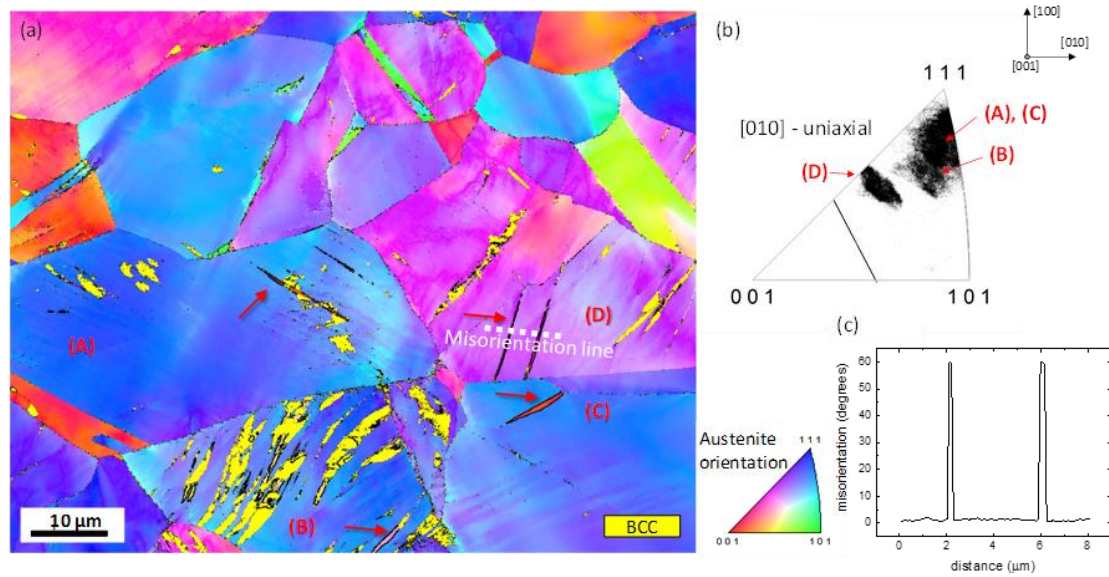 (a)
(A)
(D)
Misorientation line
(C)
(B)
10 µm
BCC
(b)
[100]
[010]
[001]
1 1 1
[010] - uniaxial
(A), (C)
(B)
(D)
0 0 1
1 0 1
(c)
Austenite
orientation
1 1 1
0 0 1
1 0 1
misorientation (degrees)
60
50
40
30
20
10
0
0
2
4
6
8
distance (µm)